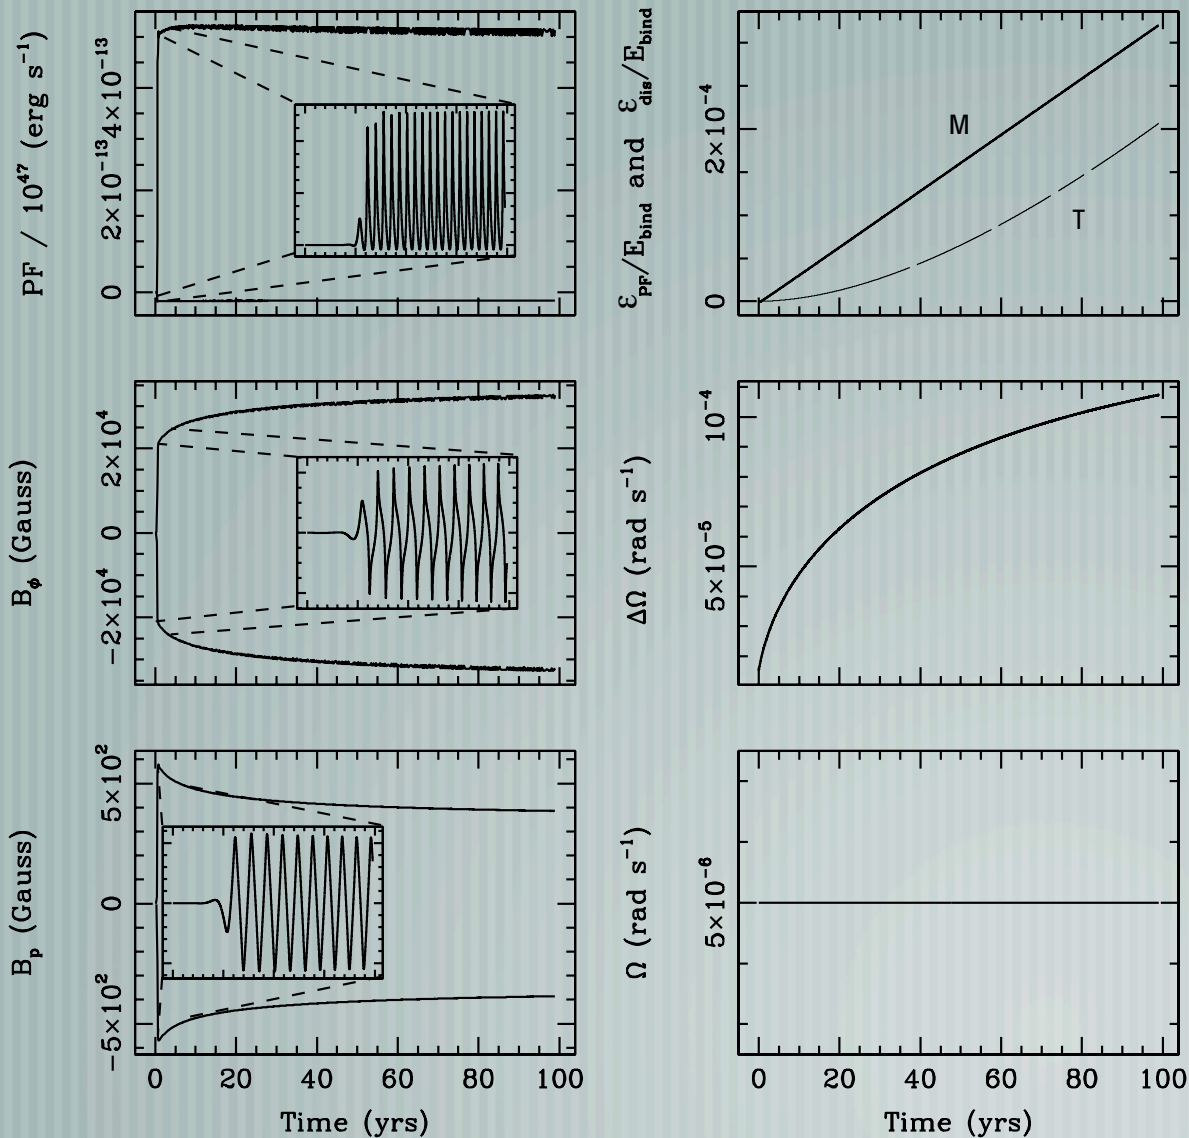 PF / 10⁴⁷ (erg s⁻¹)
4×10⁻¹³
2×10⁻¹³
0
ε_PF/E_bind and ε_dis/E_bind
2×10⁻⁴
0
M
T
B_ϕ (Gauss)
2×10⁴
0
−2×10⁴
ΔΩ (rad s⁻¹)
10⁻⁴
5×10⁻⁵
B_p (Gauss)
5×10²
0
−5×10²
0 20 40 60 80 100
Time (yrs)
Ω (rad s⁻¹)
5×10⁻⁶
0 20 40 60 80 100
Time (yrs)